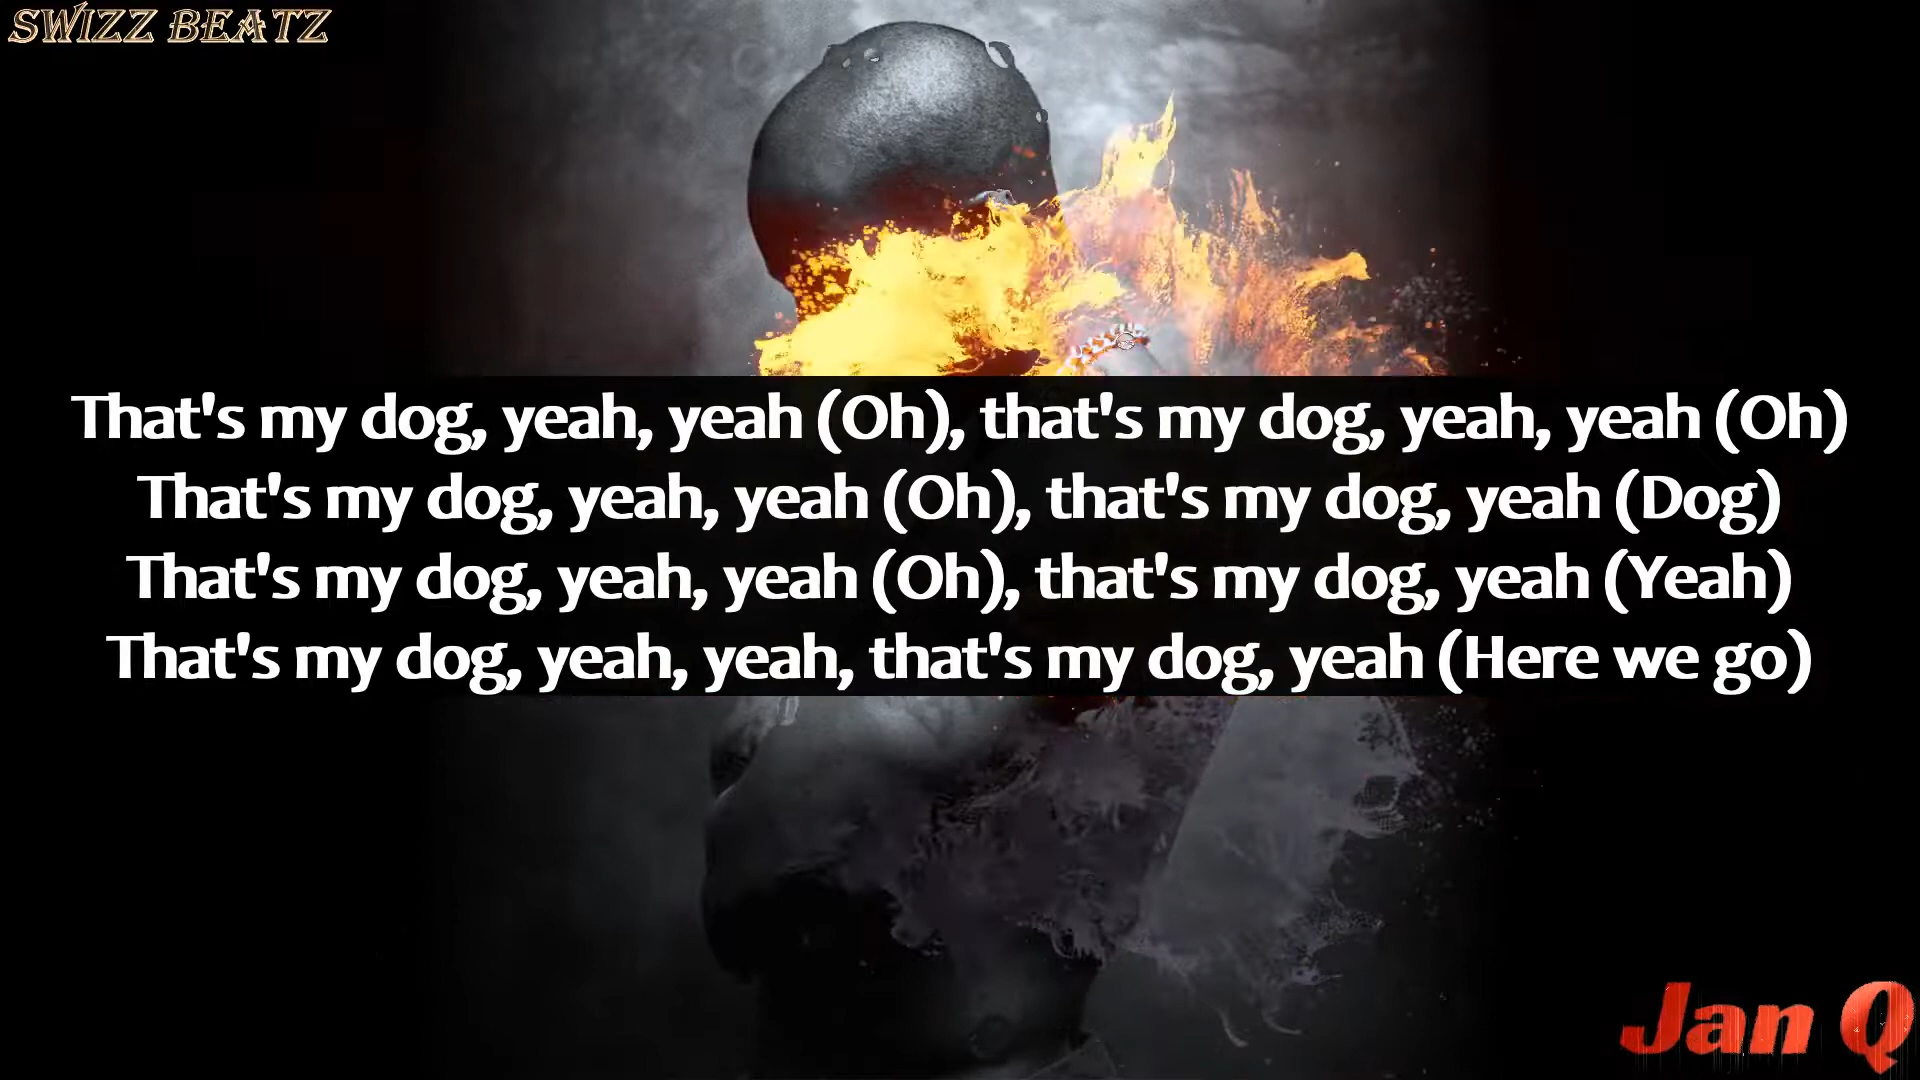 SWIZZ BEATZ
That's my dog, yeah, yeah (Oh), that's my dog, yeah, yeah (Oh)
That's my dog, yeah, yeah (Oh), that's my dog, yeah (Dog)
That's my dog, yeah, yeah (Oh), that's my dog, yeah (Yeah)
That's my dog, yeah, yeah, that's my dog, yeah (Here we go)
Jan Q